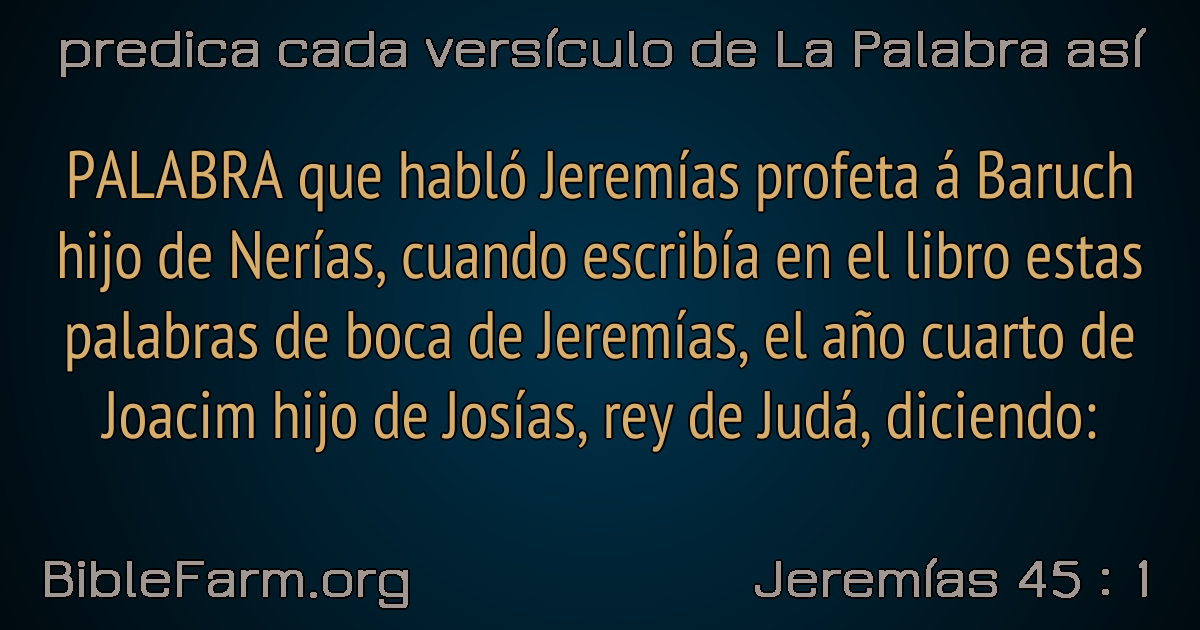 predica cada versículo de La Palabra así
PALABRA que habló Jeremías profeta á Baruch
hijo de Nerías, cuando escribía en el libro estas
palabras de boca de Jeremías, el año cuarto de
Joacim hijo de Josías, rey de Judá, diciendo:
BibleFarm.org
Jeremías 45 : 1